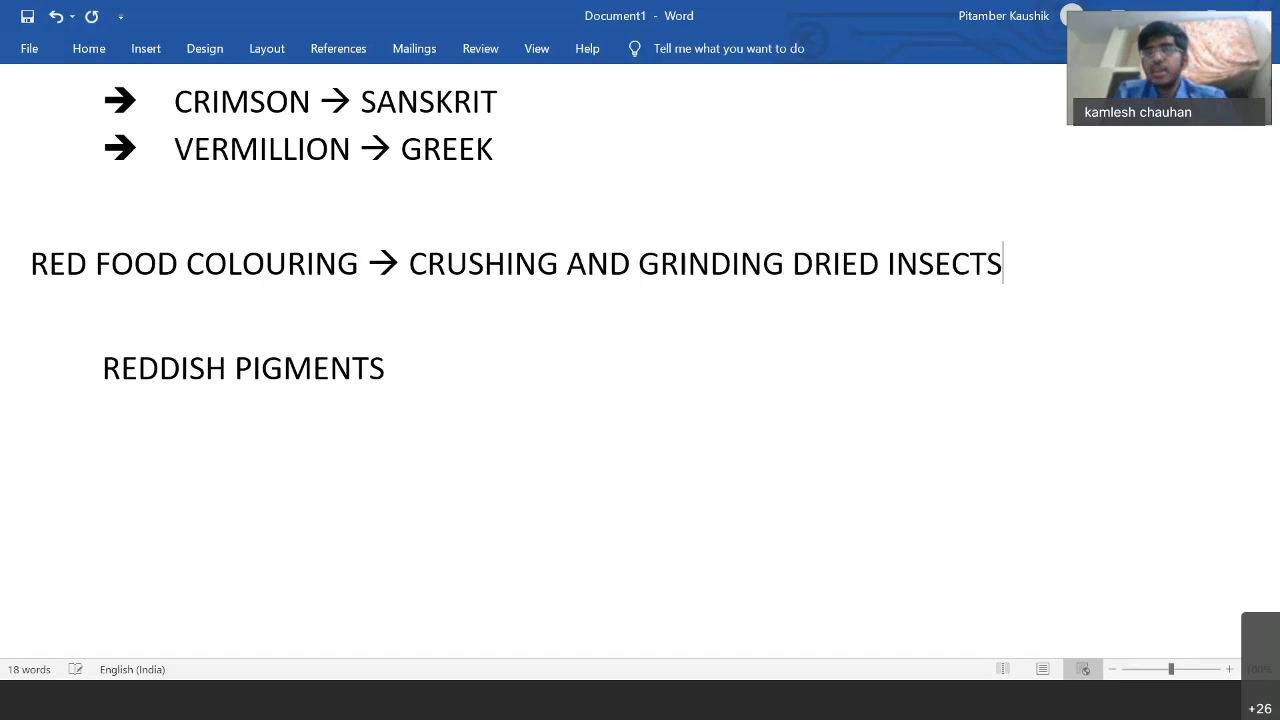 Document1 - Word
Pitamber Kaushik
File Home Insert Design Layout References Mailings Review View Help Tell me what you want to do
kamlesh chauhan
➔ CRIMSON → SANSKRIT
➔ VERMILLION → GREEK
RED FOOD COLOURING → CRUSHING AND GRINDING DRIED INSECTS
REDDISH PIGMENTS
18 words English (India) 100%
+26